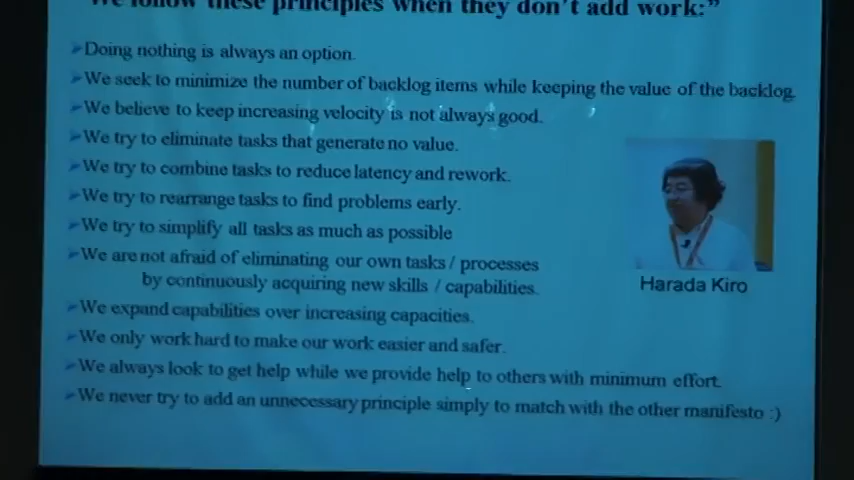 "We follow these principles when they don't add work:"
➢Doing nothing is always an option.
➢We seek to minimize the number of backlog items while keeping the value of the backlog.
➢We believe to keep increasing velocity is not always good.
➢We try to eliminate tasks that generate no value.
➢We try to combine tasks to reduce latency and rework.
➢We try to rearrange tasks to find problems early.
➢We try to simplify all tasks as much as possible
➢We are not afraid of eliminating our own tasks / processes
by continuously acquiring new skills / capabilities.
Harada Kiro
➢We expand capabilities over increasing capacities.
➢We only work hard to make our work easier and safer.
➢We always look to get help while we provide help to others with minimum effort.
➢We never try to add an unnecessary principle simply to match with the other manifesto :)